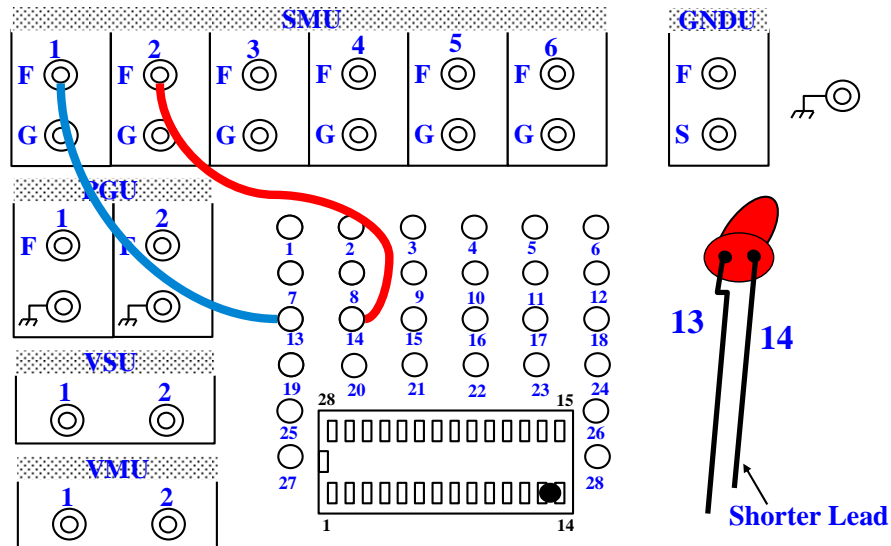 SMU GNDU
1 2 3 4 5 6
F F F F F F F
G G G G G G S
PGU
1 2
F F
1 2 3 4 5 6
7 8 9 10 11 12
13 14 15 16 17 18
13 14
VSU
1 2
19 20 21 22 23 24
28 15
25 26
VMU
1 2
27 28
1 14
Shorter Lead